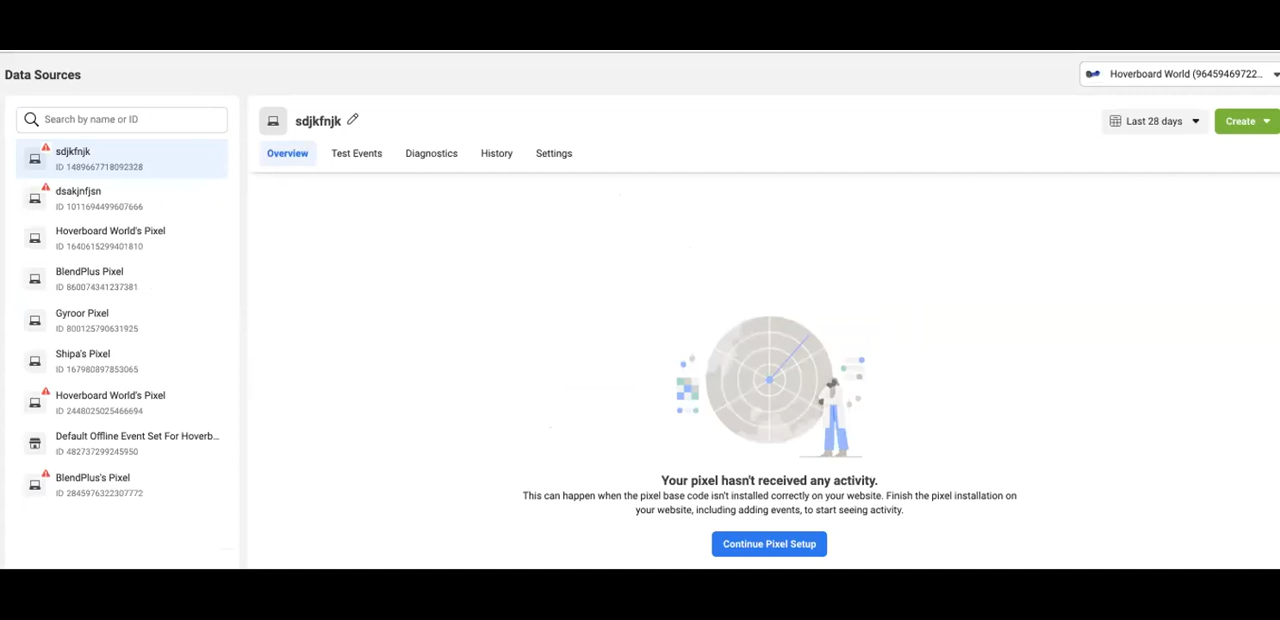 Data Sources
Hoverboard World (96459469722...
Search by name or ID
sdjkfnjk
ID 1489667718092328
dsakjnfjsn
ID 1011694499607666
Hoverboard World's Pixel
ID 1640615299401810
BlendPlus Pixel
ID 860074341237381
Gyroor Pixel
ID 800125790631925
Shipa's Pixel
ID 167980897853065
Hoverboard World's Pixel
ID 2448025025466694
Default Offline Event Set For Hoverb...
ID 482737299245950
BlendPlus's Pixel
ID 2845976322307772
sdjkfnjk
Last 28 days
Create
Overview
Test Events
Diagnostics
History
Settings
Your pixel hasn't received any activity.
This can happen when the pixel base code isn't installed correctly on your website. Finish the pixel installation on
your website, including adding events, to start seeing activity.
Continue Pixel Setup